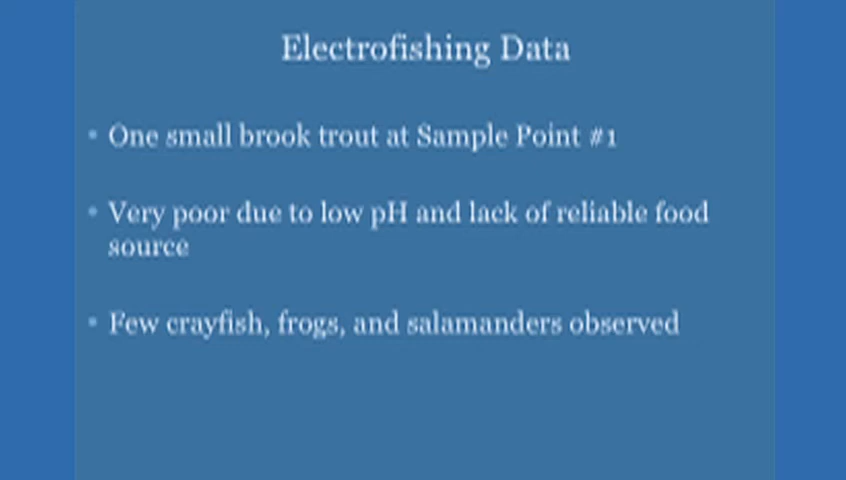 Electrofishing Data
• One small brook trout at Sample Point #1
• Very poor due to low pH and lack of reliable food
source
• Few crayfish, frogs, and salamanders observed